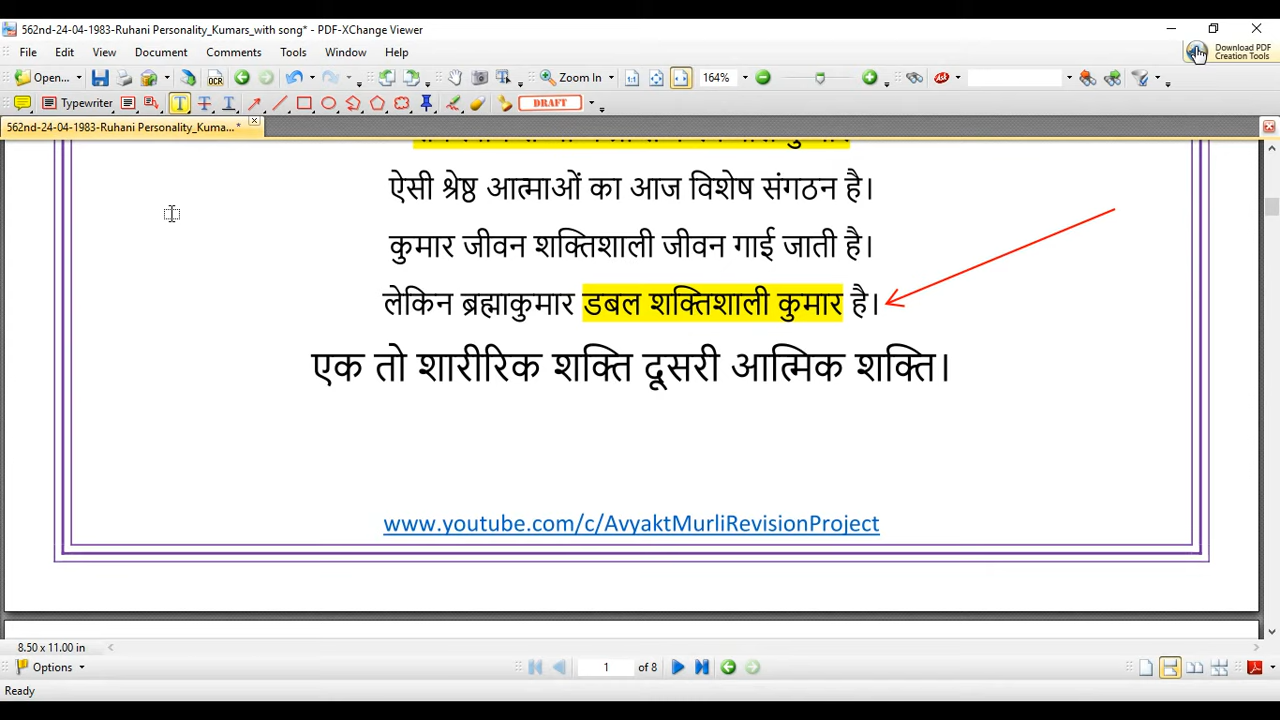 562nd-24-04-1983-Ruhani Personality_Kumars_with song* - PDF-XChange Viewer
File Edit View Document Comments Tools Window Help
Download PDF Creation Tools
Open... OCR Zoom In 164%
Typewriter DRAFT
562nd-24-04-1983-Ruhani Personality_Kuma... *
ऐसी श्रेष्ठ आत्माओं का आज विशेष संगठन है।
कुमार जीवन शक्तिशाली जीवन गाई जाती है।
लेकिन ब्रह्माकुमार डबल शक्तिशाली कुमार है।
एक तो शारीरिक शक्ति दूसरी आत्मिक शक्ति।
www.youtube.com/c/AvyaktMurliRevisionProject
8.50 x 11.00 in
Options 1 of 8
Ready